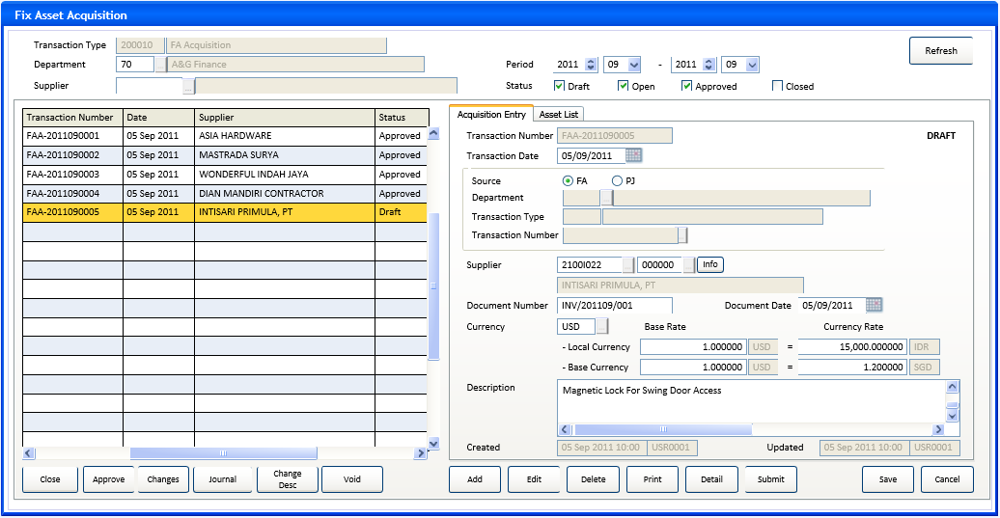 Fix Asset Acquisition
Transaction Type 200010 FA Acquisition
Refresh
Department 70 ... A&G Finance
Period 2011 09 - 2011 09
Supplier ...
Status Draft Open Approved Closed
Transaction Number Date Supplier Status
FAA-2011090001 05 Sep 2011 ASIA HARDWARE Approved
FAA-2011090002 05 Sep 2011 MASTRADA SURYA Approved
FAA-2011090003 05 Sep 2011 WONDERFUL INDAH JAYA Approved
FAA-2011090004 05 Sep 2011 DIAN MANDIRI CONTRACTOR Approved
FAA-2011090005 05 Sep 2011 INTISARI PRIMULA, PT Draft
Acquisition Entry Asset List
Transaction Number FAA-2011090005 DRAFT
Transaction Date 05/09/2011
Source FA PJ
Department ...
Transaction Type
Transaction Number ...
Supplier 2100I022 ... 000000 ... Info
INTISARI PRIMULA, PT
Document Number INV/201109/001 Document Date 05/09/2011
Currency USD ... Base Rate Currency Rate
- Local Currency 1.000000 USD = 15,000.000000 IDR
- Base Currency 1.000000 USD = 1.200000 SGD
Description Magnetic Lock For Swing Door Access
Created 05 Sep 2011 10:00 USR0001 Updated 05 Sep 2011 10:00 USR0001
Close Approve Changes Journal Change Desc Void
Add Edit Delete Print Detail Submit Save Cancel